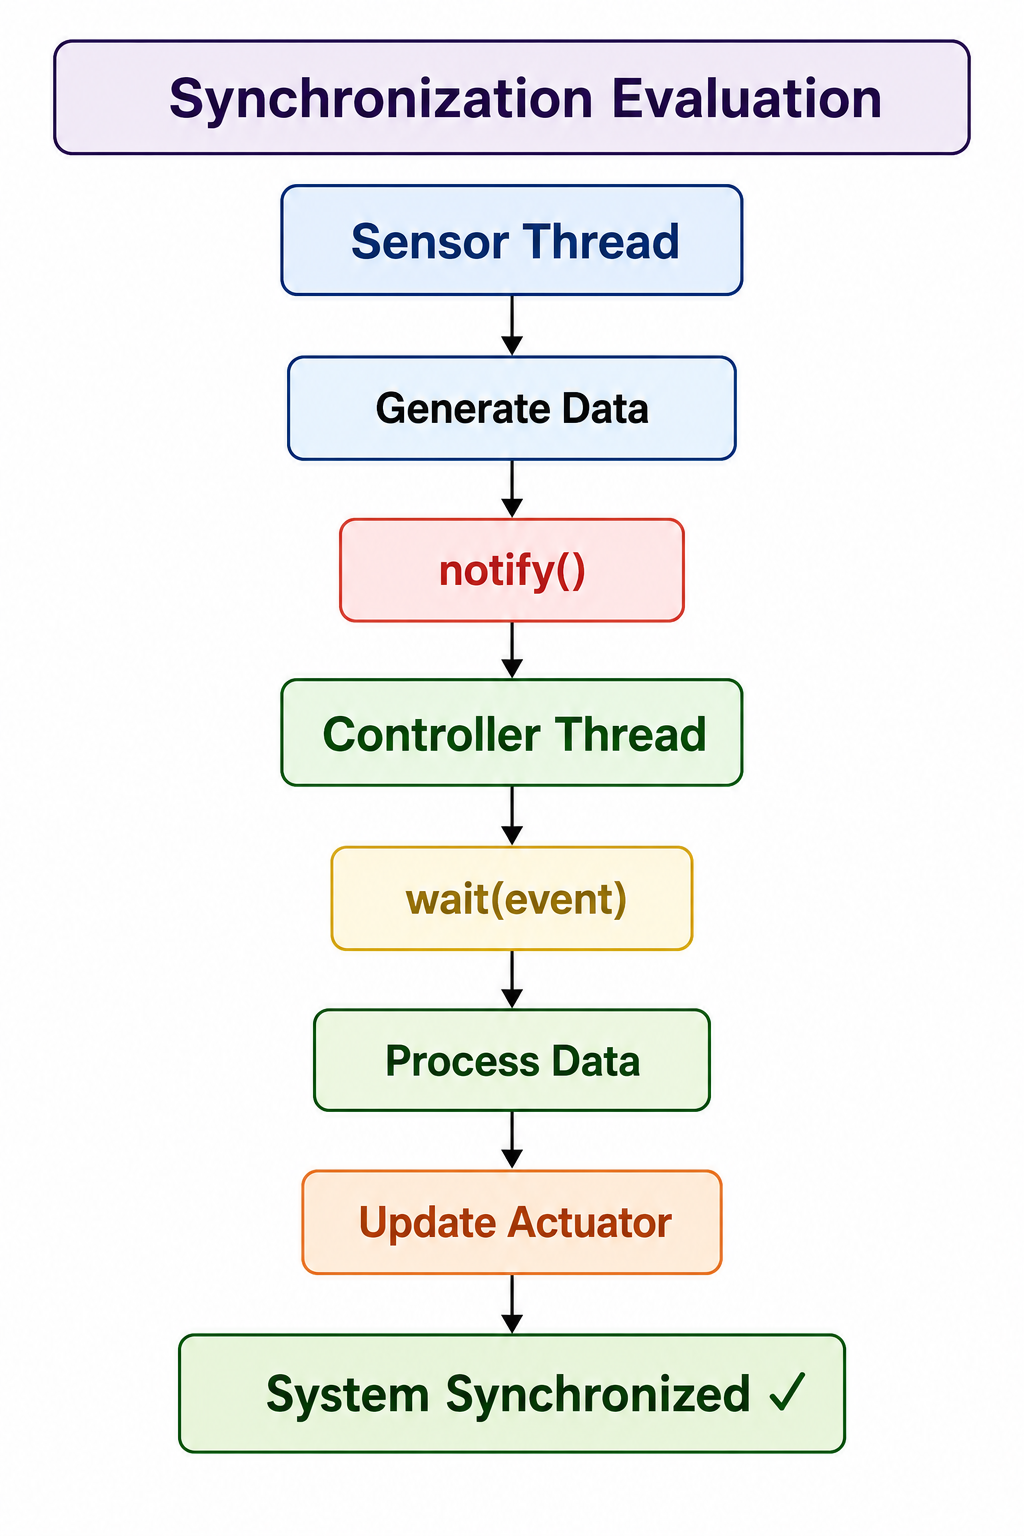 Synchronization Evaluation
Sensor Thread
Generate Data
notify()
Controller Thread
wait(event)
Process Data
Update Actuator
System Synchronized ✓